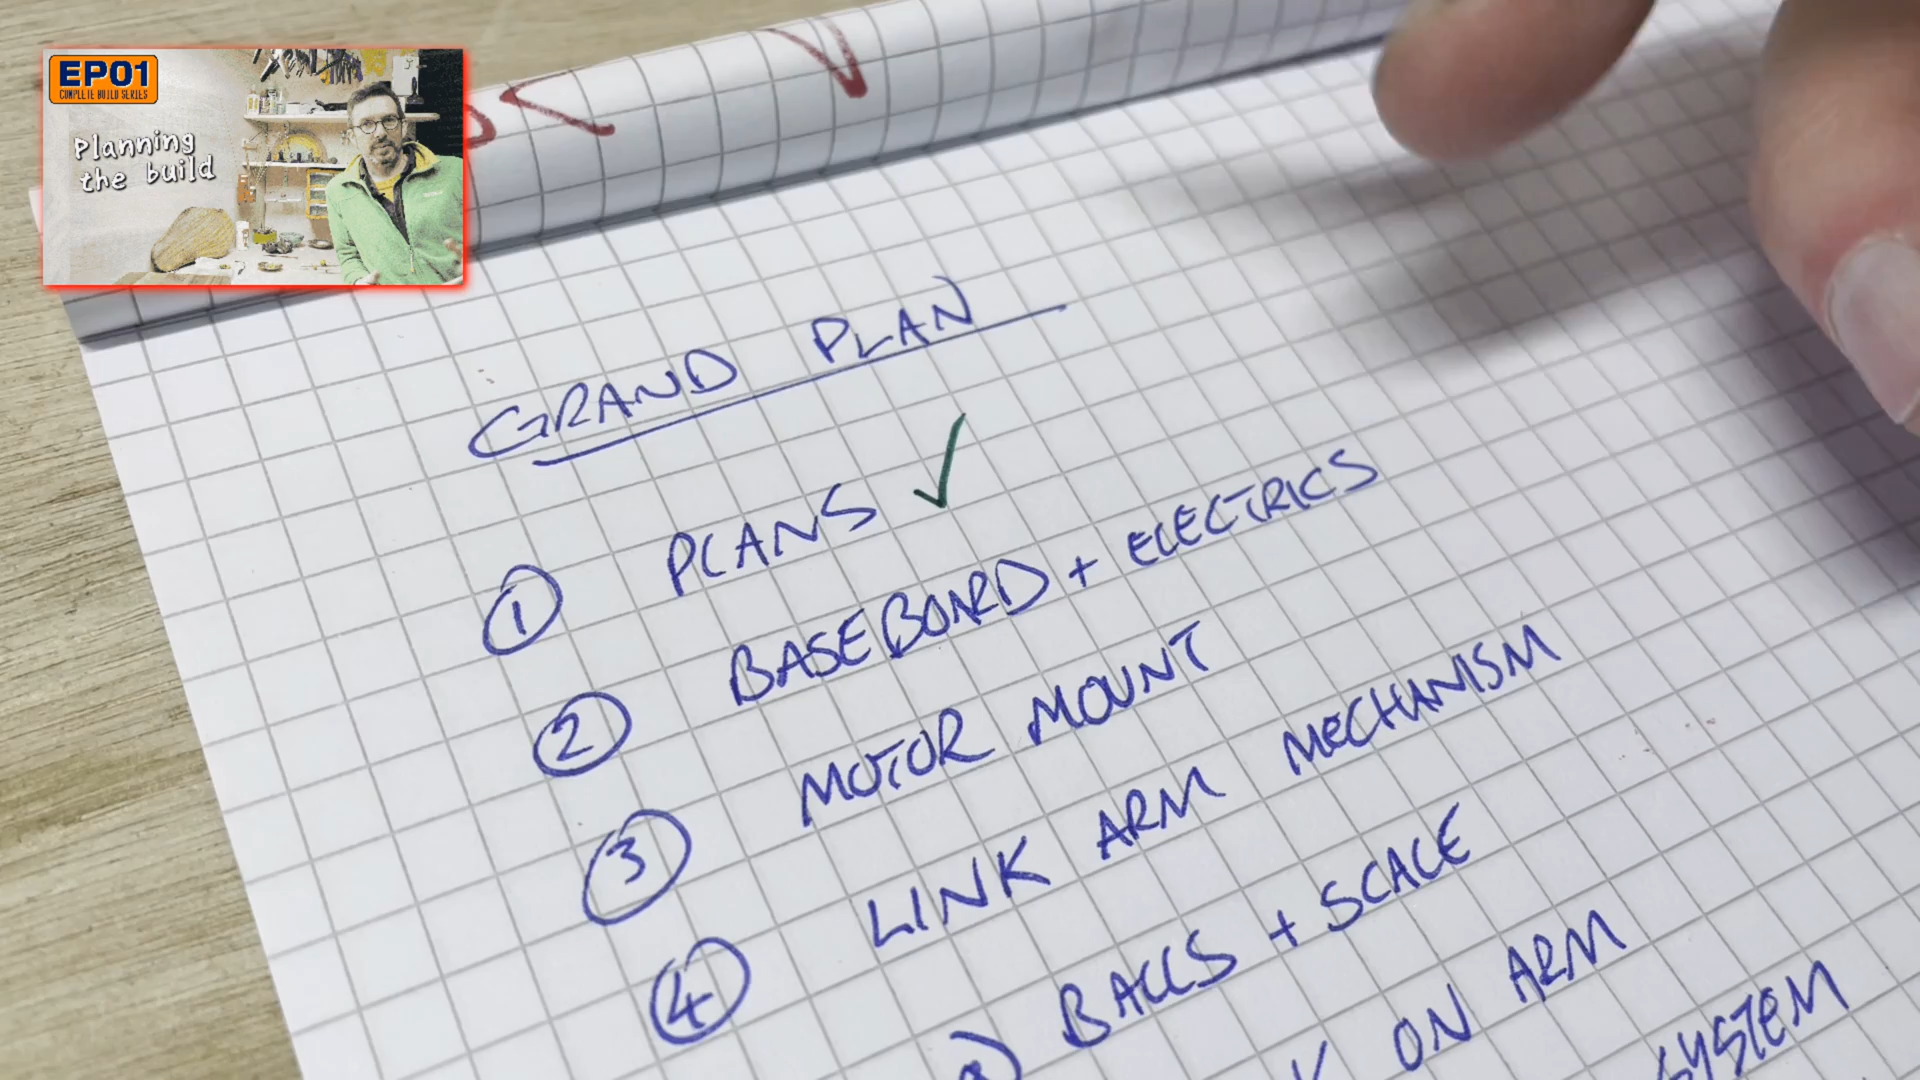 EP01
COMPLETE BUILD SERIES
Planning
the build
GRAND PLAN
1 PLANS ✓
2 BASEBOARD + ELECTRICS
3 MOTOR MOUNT
4 LINK ARM MECHANISM
BALLS + SCALE
ON ARM
SYSTEM